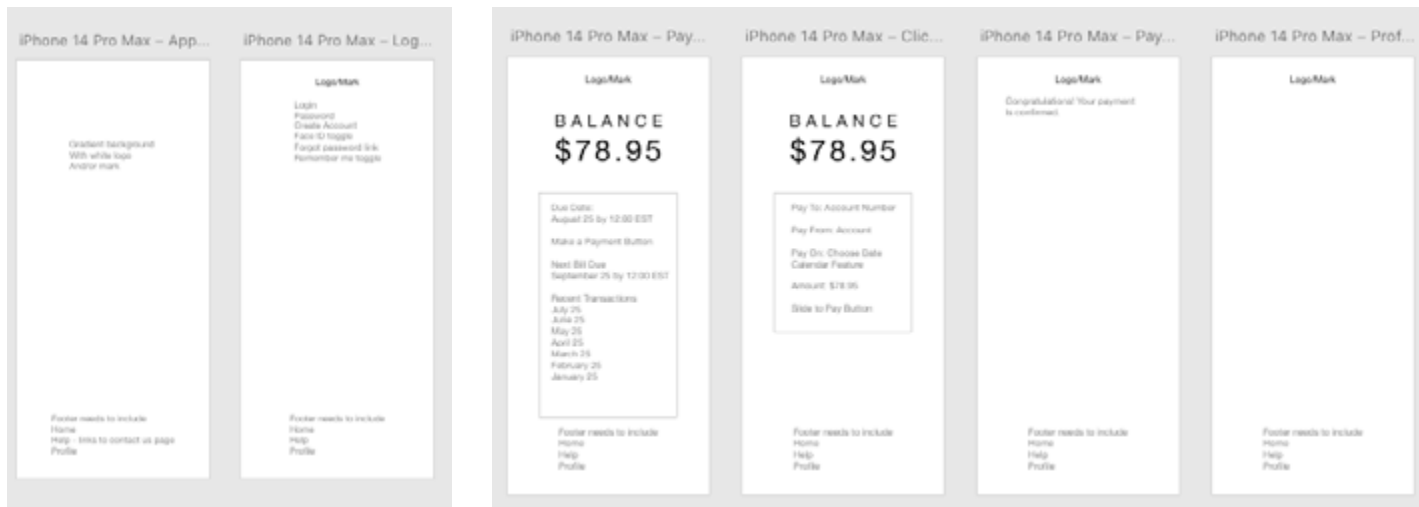 iPhone 14 Pro Max – App...
Gradient background
With white logo
And/or mark
Footer needs to include
Home
Help - links to contact us page
Profile
iPhone 14 Pro Max – Log...
Logo/Mark
Login
Password
Create Account
Face ID toggle
Forgot password link
Remember me toggle
Footer needs to include
Home
Help
Profile
iPhone 14 Pro Max – Pay...
Logo/Mark
BALANCE
$78.95
Due Date:
August 25 by 12:00 EST
Make a Payment Button
Next Bill Due
September 25 by 12:00 EST
Recent Transactions
July 25
June 25
May 25
April 25
March 25
February 25
January 25
Footer needs to include
Home
Help
Profile
iPhone 14 Pro Max – Clic...
Logo/Mark
BALANCE
$78.95
Pay To: Account Number
Pay From: Account
Pay On: Choose Date
Calendar Feature
Amount: $78.95
Slide to Pay Button
Footer needs to include
Home
Help
Profile
iPhone 14 Pro Max – Pay...
Logo/Mark
Congratulations! Your payment
is confirmed.
Footer needs to include
Home
Help
Profile
iPhone 14 Pro Max – Prof...
Logo/Mark
Footer needs to include
Home
Help
Profile